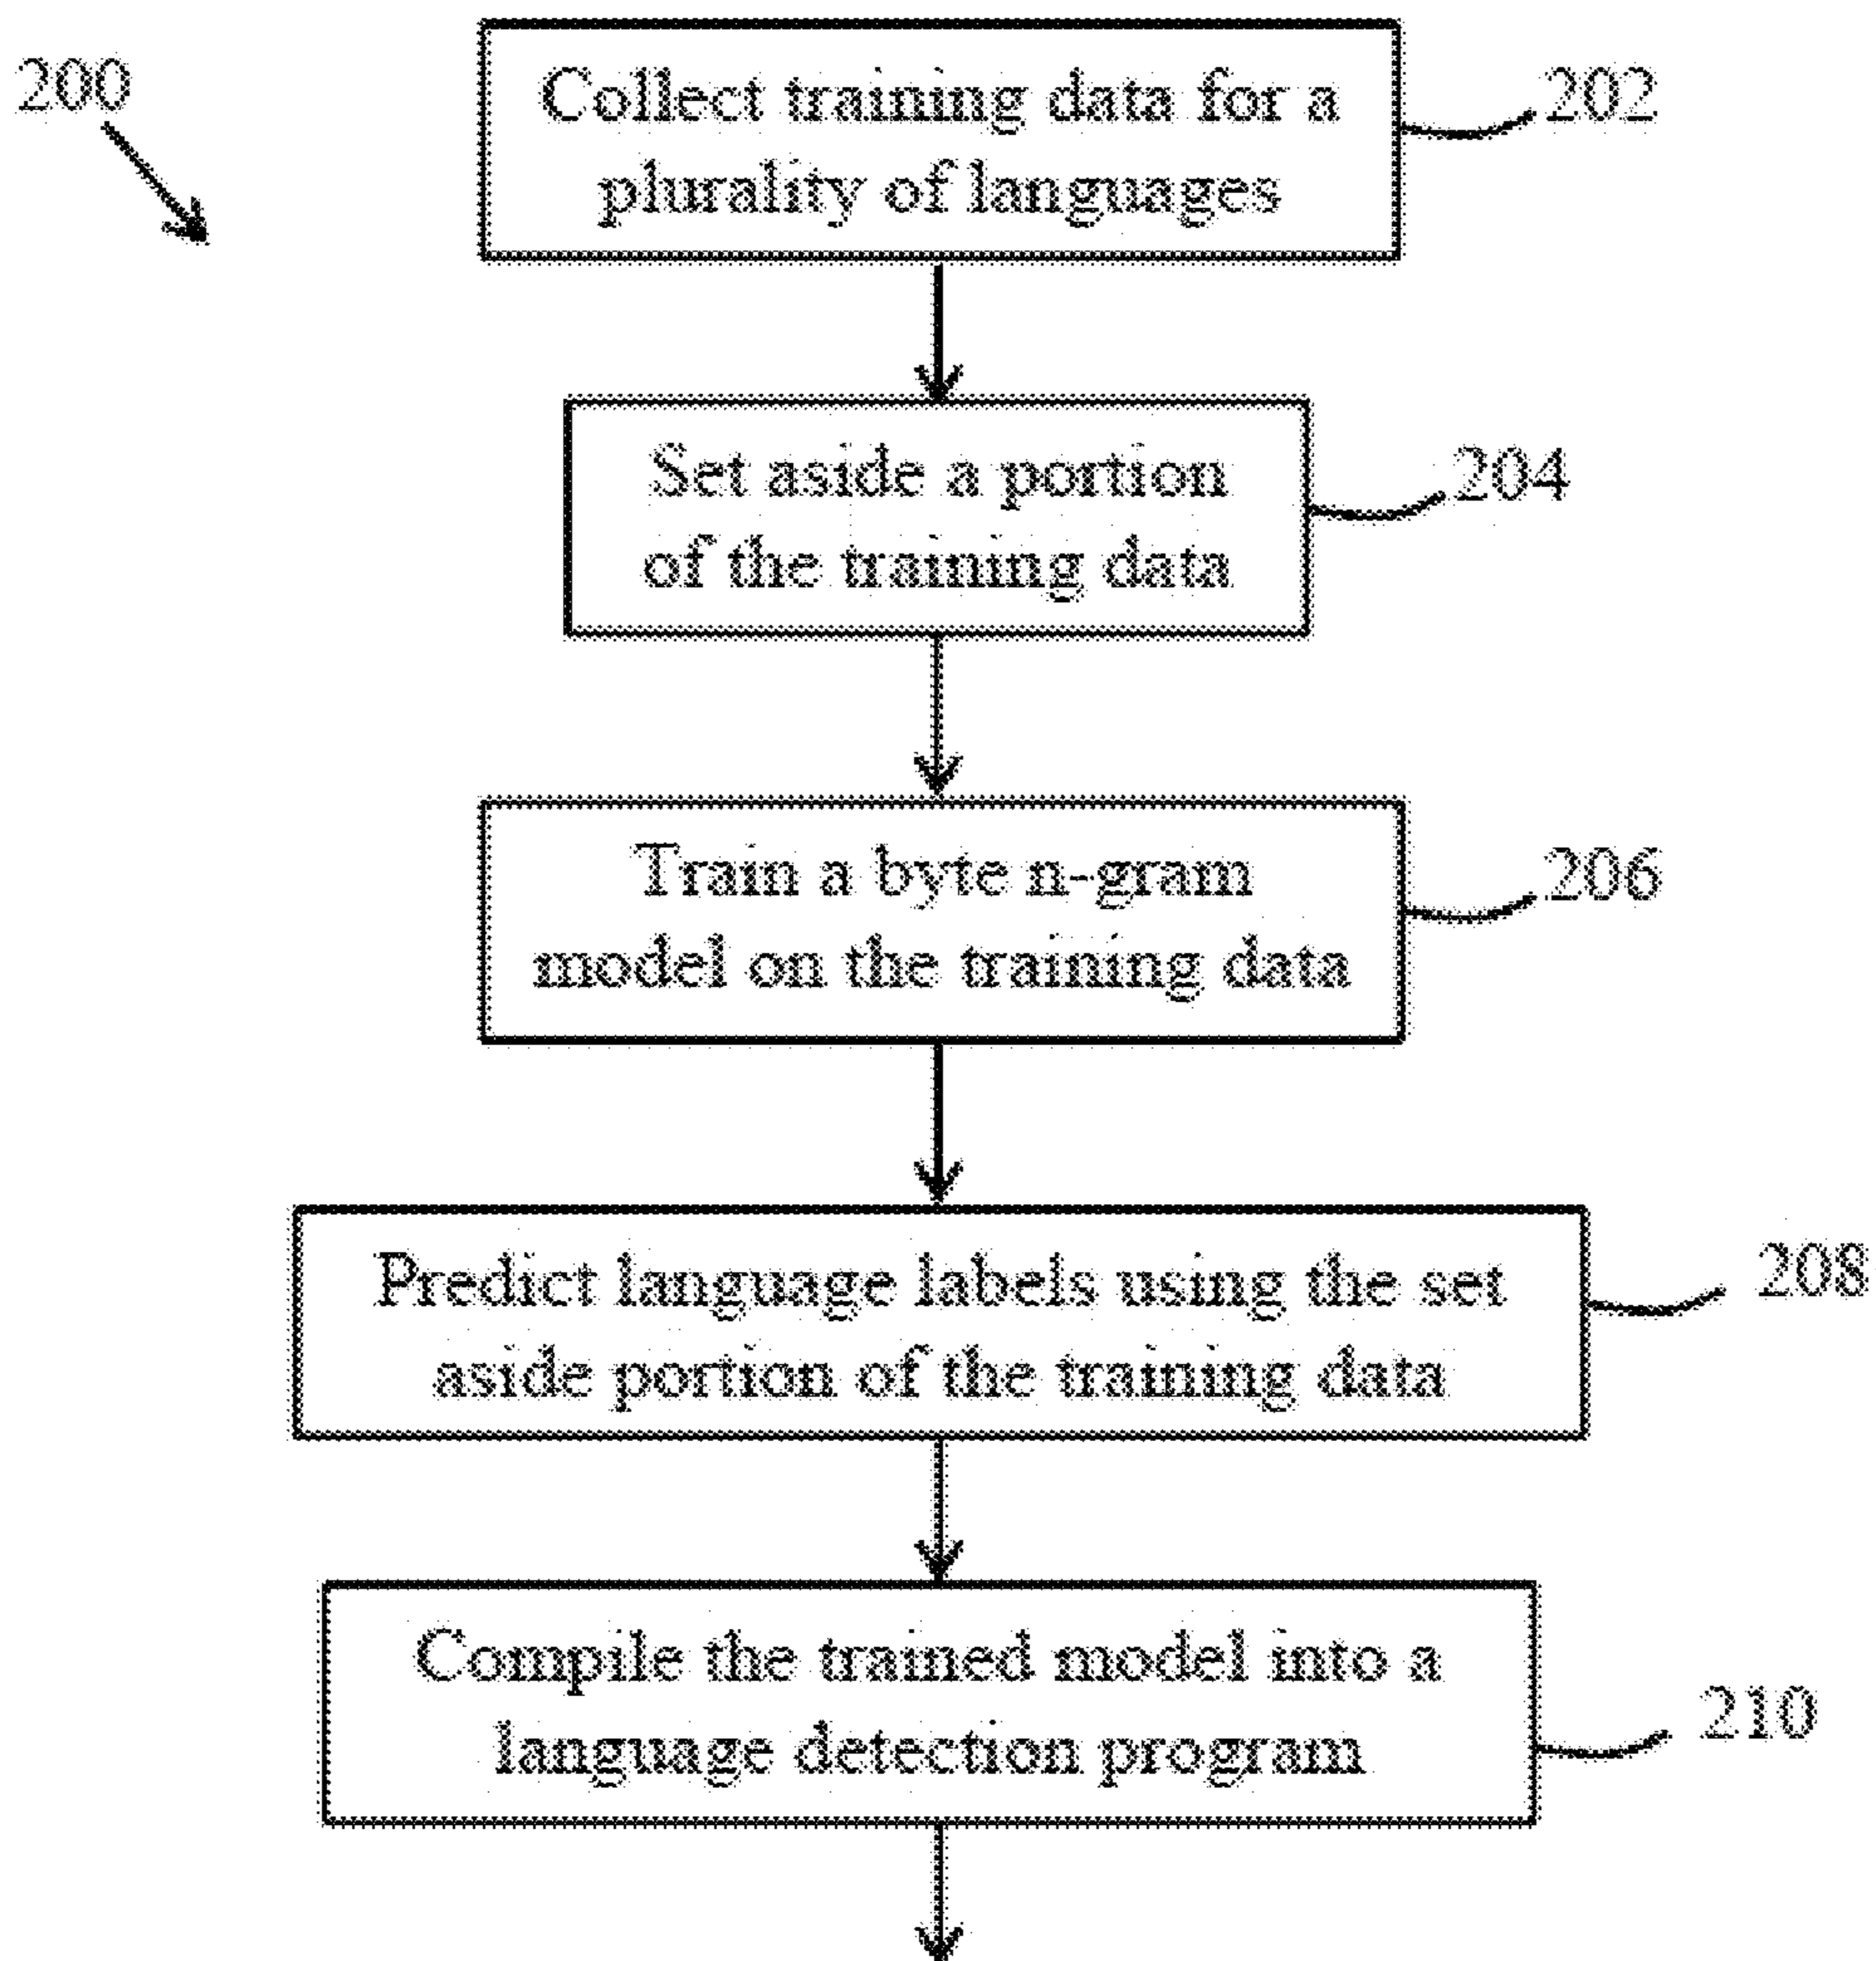 200
Collect training data for a
plurality of languages
202
Set aside a portion
of the training data
204
Train a byte n-gram
model on the training data
206
Predict language labels using the set
aside portion of the training data
208
Compile the trained model into a
language detection program
210